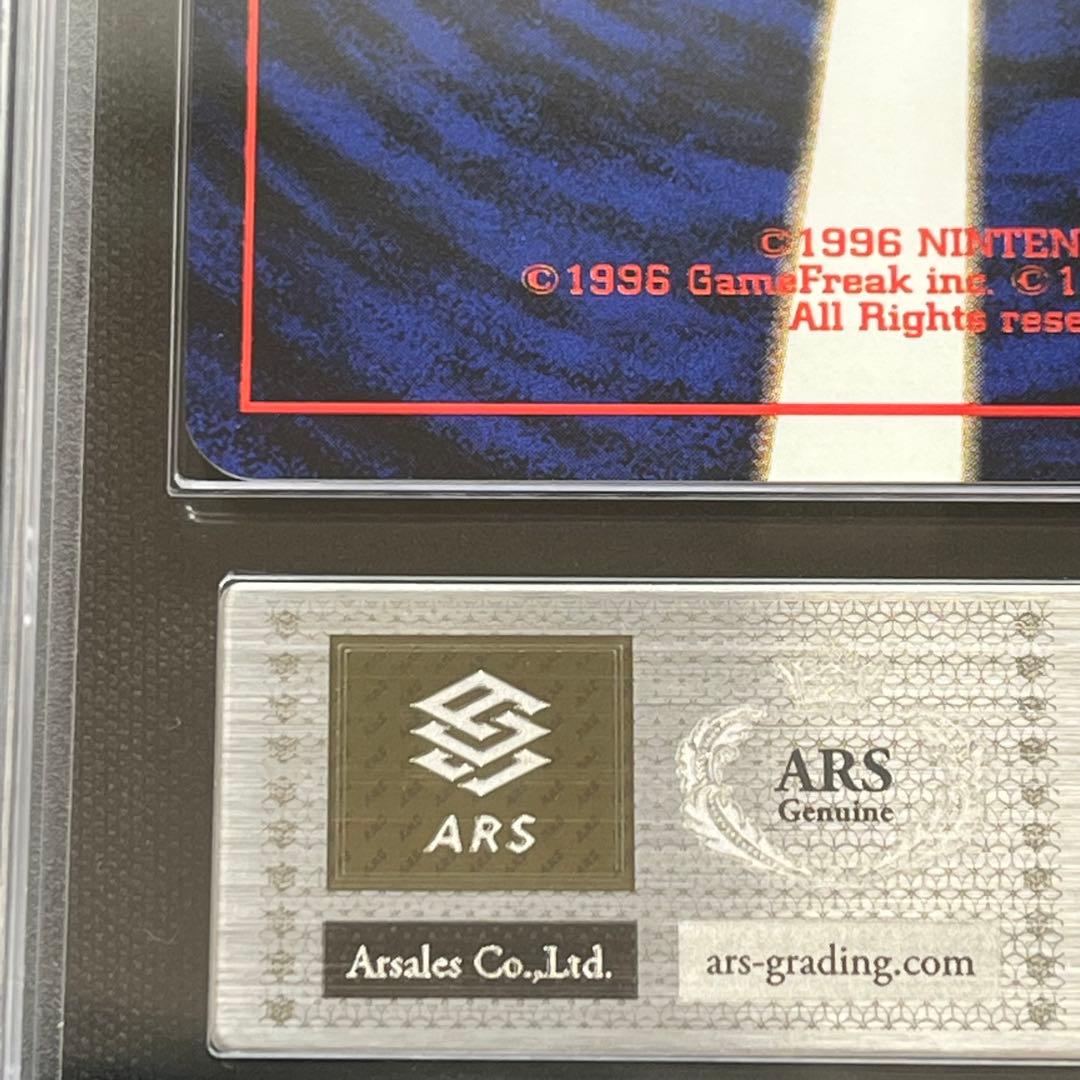 ©1996 NINTEN
©1996 GameFreak inc. ©1
All Rights rese
ARS
ARS
Genuine
Arsales Co.,Ltd.
ars-grading.com